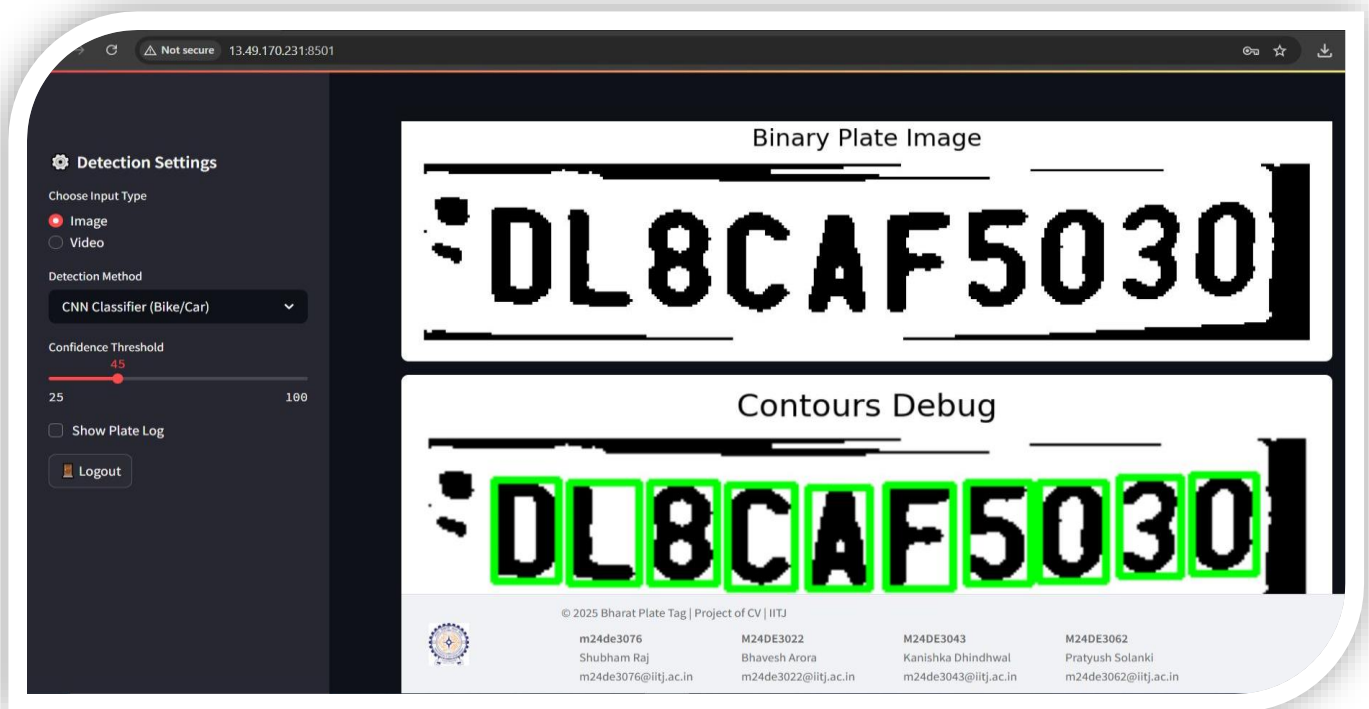 Not secure 13.49.170.231:8501
Detection Settings
Choose Input Type
Image
Video
Detection Method
CNN Classifier (Bike/Car)
Confidence Threshold
45
25 100
Show Plate Log
Logout
Binary Plate Image
DL8CAF5030
Contours Debug
DL8CAF5030
© 2025 Bharat Plate Tag | Project of CV | IITJ
m24de3076 M24DE3022 M24DE3043 M24DE3062
Shubham Raj Bhavesh Arora Kanishka Dhindhwal Pratyush Solanki
m24de3076@iitj.ac.in m24de3022@iitj.ac.in m24de3043@iitj.ac.in m24de3062@iitj.ac.in